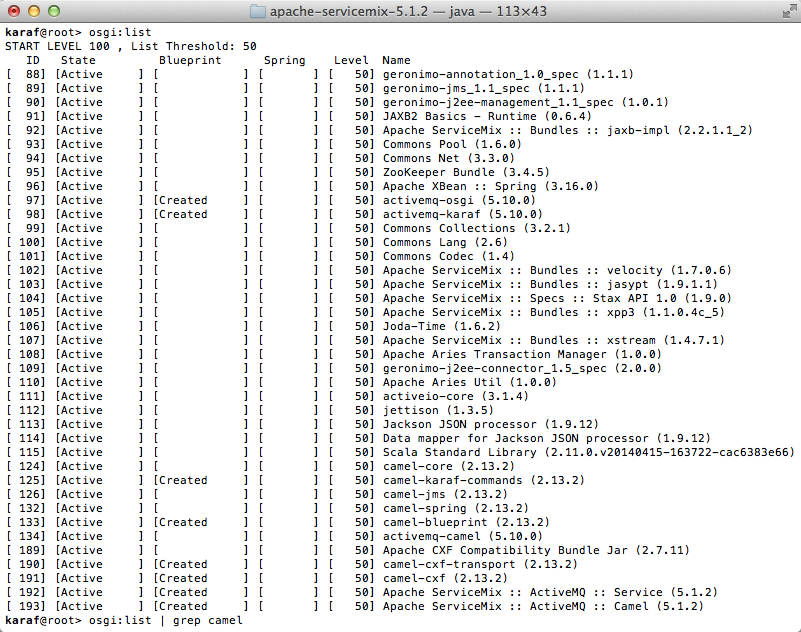 apache-servicemix-5.1.2 — java — 113×43
karaf@root> osgi:list
START LEVEL 100 , List Threshold: 50
   ID   State         Blueprint      Spring    Level  Name
[  88] [Active     ] [            ] [       ] [   50] geronimo-annotation_1.0_spec (1.1.1)
[  89] [Active     ] [            ] [       ] [   50] geronimo-jms_1.1_spec (1.1.1)
[  90] [Active     ] [            ] [       ] [   50] geronimo-j2ee-management_1.1_spec (1.0.1)
[  91] [Active     ] [            ] [       ] [   50] JAXB2 Basics - Runtime (0.6.4)
[  92] [Active     ] [            ] [       ] [   50] Apache ServiceMix :: Bundles :: jaxb-impl (2.2.1.1_2)
[  93] [Active     ] [            ] [       ] [   50] Commons Pool (1.6.0)
[  94] [Active     ] [            ] [       ] [   50] Commons Net (3.3.0)
[  95] [Active     ] [            ] [       ] [   50] ZooKeeper Bundle (3.4.5)
[  96] [Active     ] [            ] [       ] [   50] Apache XBean :: Spring (3.16.0)
[  97] [Active     ] [Created     ] [       ] [   50] activemq-osgi (5.10.0)
[  98] [Active     ] [Created     ] [       ] [   50] activemq-karaf (5.10.0)
[  99] [Active     ] [            ] [       ] [   50] Commons Collections (3.2.1)
[ 100] [Active     ] [            ] [       ] [   50] Commons Lang (2.6)
[ 101] [Active     ] [            ] [       ] [   50] Commons Codec (1.4)
[ 102] [Active     ] [            ] [       ] [   50] Apache ServiceMix :: Bundles :: velocity (1.7.0.6)
[ 103] [Active     ] [            ] [       ] [   50] Apache ServiceMix :: Bundles :: jasypt (1.9.1.1)
[ 104] [Active     ] [            ] [       ] [   50] Apache ServiceMix :: Specs :: Stax API 1.0 (1.9.0)
[ 105] [Active     ] [            ] [       ] [   50] Apache ServiceMix :: Bundles :: xpp3 (1.1.0.4c_5)
[ 106] [Active     ] [            ] [       ] [   50] Joda-Time (1.6.2)
[ 107] [Active     ] [            ] [       ] [   50] Apache ServiceMix :: Bundles :: xstream (1.4.7.1)
[ 108] [Active     ] [            ] [       ] [   50] Apache Aries Transaction Manager (1.0.0)
[ 109] [Active     ] [            ] [       ] [   50] geronimo-j2ee-connector_1.5_spec (2.0.0)
[ 110] [Active     ] [            ] [       ] [   50] Apache Aries Util (1.0.0)
[ 111] [Active     ] [            ] [       ] [   50] activeio-core (3.1.4)
[ 112] [Active     ] [            ] [       ] [   50] jettison (1.3.5)
[ 113] [Active     ] [            ] [       ] [   50] Jackson JSON processor (1.9.12)
[ 114] [Active     ] [            ] [       ] [   50] Data mapper for Jackson JSON processor (1.9.12)
[ 115] [Active     ] [            ] [       ] [   50] Scala Standard Library (2.11.0.v20140415-163722-cac6383e66)
[ 124] [Active     ] [            ] [       ] [   50] camel-core (2.13.2)
[ 125] [Active     ] [Created     ] [       ] [   50] camel-karaf-commands (2.13.2)
[ 126] [Active     ] [            ] [       ] [   50] camel-jms (2.13.2)
[ 132] [Active     ] [            ] [       ] [   50] camel-spring (2.13.2)
[ 133] [Active     ] [Created     ] [       ] [   50] camel-blueprint (2.13.2)
[ 134] [Active     ] [            ] [       ] [   50] activemq-camel (5.10.0)
[ 189] [Active     ] [            ] [       ] [   50] Apache CXF Compatibility Bundle Jar (2.7.11)
[ 190] [Active     ] [Created     ] [       ] [   50] camel-cxf-transport (2.13.2)
[ 191] [Active     ] [Created     ] [       ] [   50] camel-cxf (2.13.2)
[ 192] [Active     ] [Created     ] [       ] [   50] Apache ServiceMix :: ActiveMQ :: Service (5.1.2)
[ 193] [Active     ] [Created     ] [       ] [   50] Apache ServiceMix :: ActiveMQ :: Camel (5.1.2)
karaf@root> osgi:list | grep camel